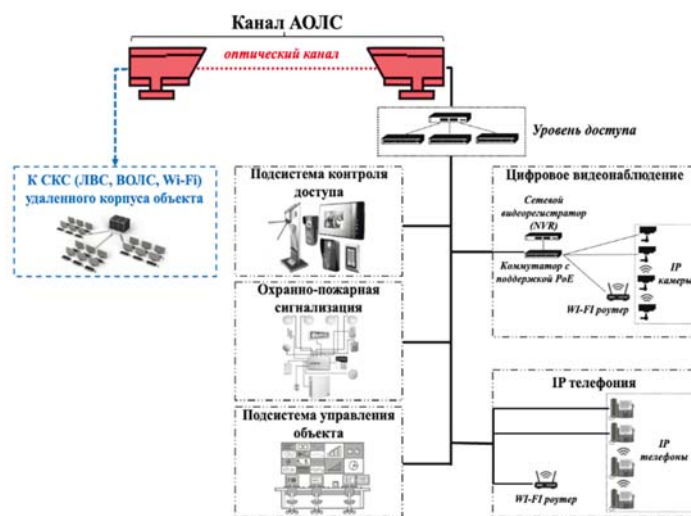 Канал АОЛС
оптический канал
Уровень доступа
К СКС (ЛВС, ВОЛС, Wi-Fi)
удаленного корпуса объекта
Подсистема контроля
доступа
Цифровое видеонаблюдение
Сетевой
видеорегистратор
(NVR)
Коммутатор с
поддержкой PoE
WI-FI роутер
IP
камеры
Охранно-пожарная
сигнализация
IP телефония
Подсистема управления
объекта
IP
телефоны
WI-FI роутер